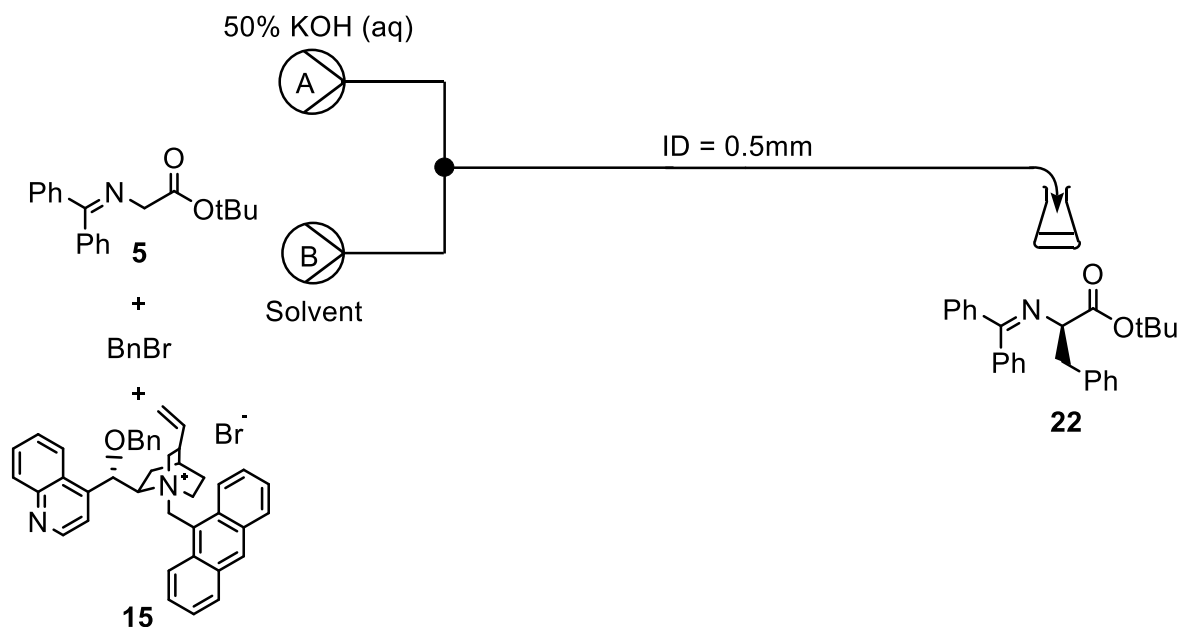 50% KOH (aq)
A
ID = 0.5mm
O
Ph
N
OtBu
Ph
5
B
+
Solvent
BnBr
+
OBn
Br-
N
N+
15
O
Ph
N
OtBu
Ph
Ph
22